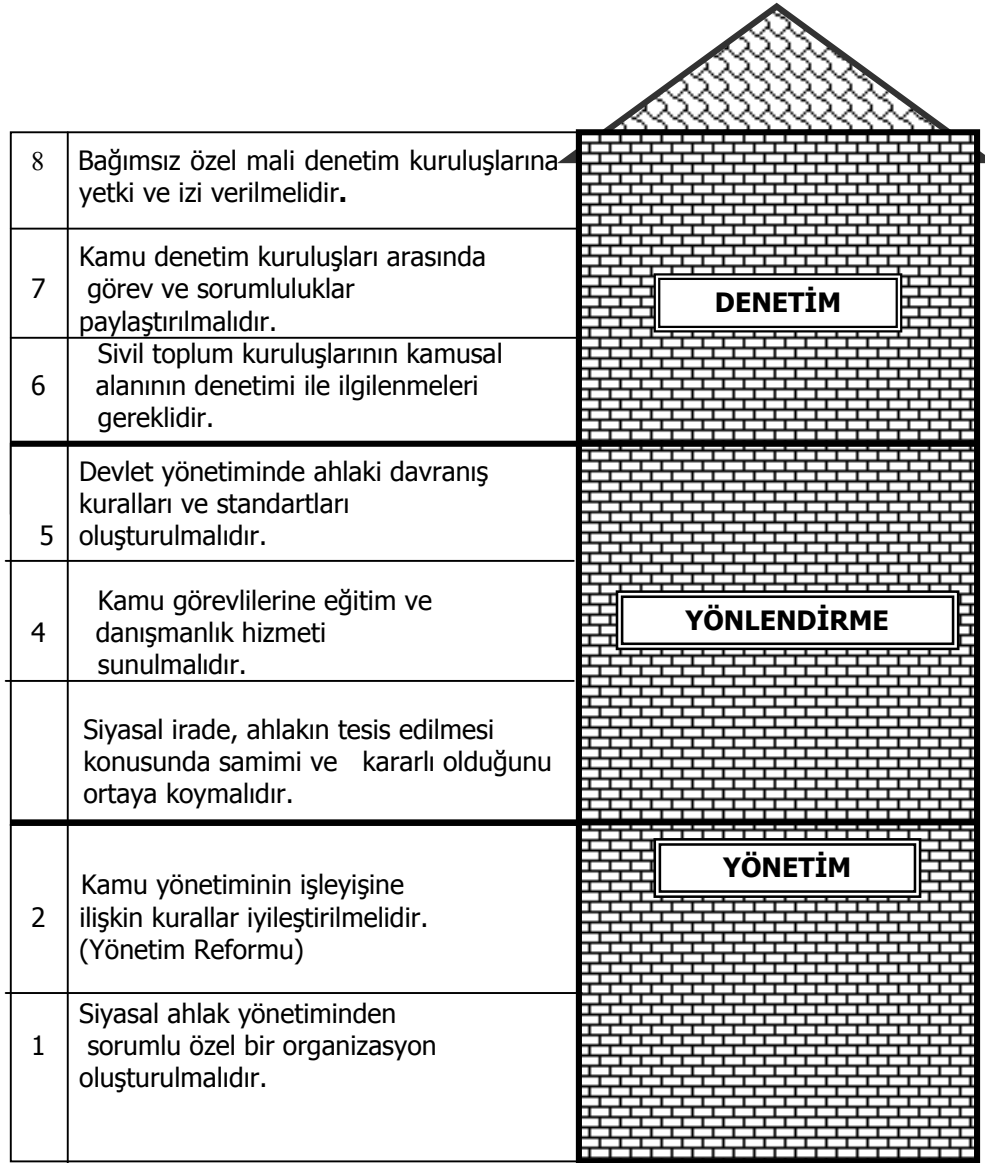 8 Bağımsız özel mali denetim kuruluşlarına
yetki ve izi verilmelidir.
Kamu denetim kuruluşları arasında
7 görev ve sorumluluklar
paylaştırılmalıdır.
DENETİM
Sivil toplum kuruluşlarının kamusal
6 alanının denetimi ile ilgilenmeleri
gereklidir.
Devlet yönetiminde ahlaki davranış
kuralları ve standartları
5 oluşturulmalıdır.
Kamu görevlilerine eğitim ve
4 danışmanlık hizmeti
sunulmalıdır.
YÖNLENDİRME
Siyasal irade, ahlakın tesis edilmesi
konusunda samimi ve kararlı olduğunu
ortaya koymalıdır.
YÖNETİM
Kamu yönetiminin işleyişine
2 ilişkin kurallar iyileştirilmelidir.
(Yönetim Reformu)
Siyasal ahlak yönetiminden
1 sorumlu özel bir organizasyon
oluşturulmalıdır.